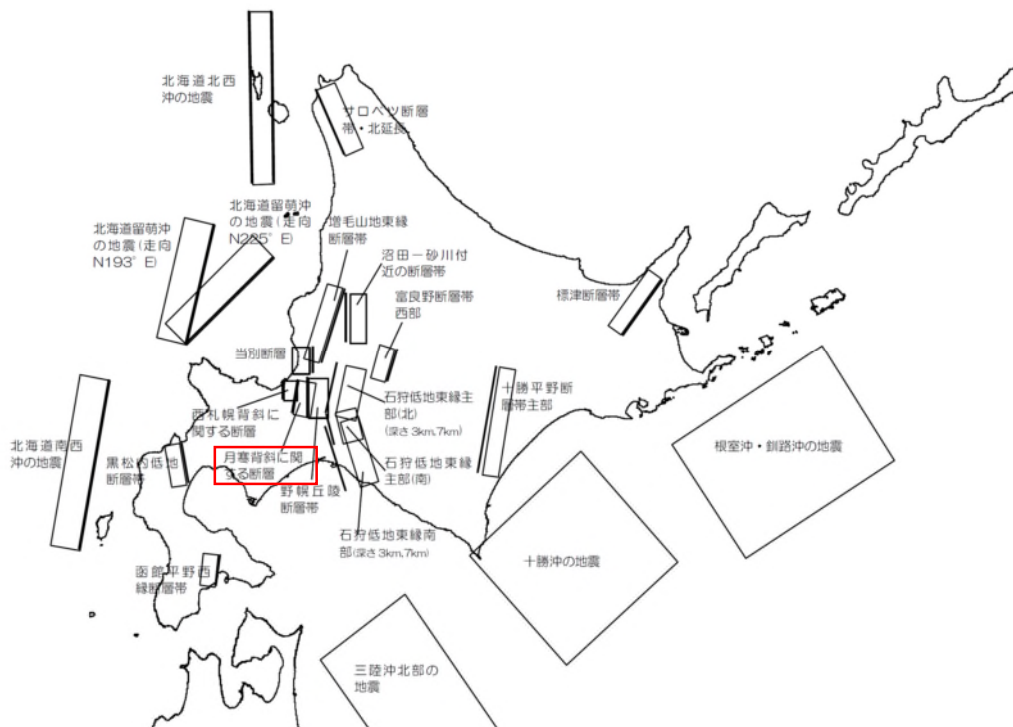 北海道北西
沖の地震
サロベツ断層
帯・北延長
北海道留萌沖
の地震(走向
N225°E)
増毛山地東縁
断層帯
北海道留萌沖
の地震(走向
N193°E)
沼田－砂川付
近の断層帯
富良野断層帯
西部
標津断層帯
当別断層
西札幌背斜に
関する断層
石狩低地東縁主
部(北)
(深さ3km,7km)
十勝平野断
層帯主部
北海道南西
沖の地震
黒松内低地
断層帯
月寒背斜に関
する断層
石狩低地東縁
主部(南)
根室沖・釧路沖の地震
野幌丘陵
断層帯
石狩低地東縁南
部(深さ3km,7km)
十勝沖の地震
函館平野西
縁断層帯
三陸沖北部の
地震